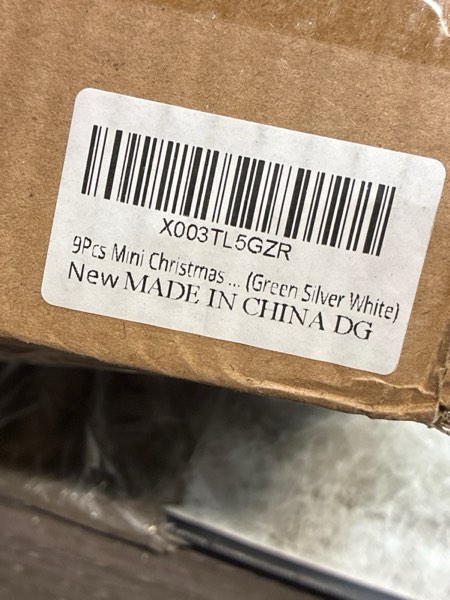 X003TL5GZR
9Pcs Mini Christmas ... (Green Silver White)
New MADE IN CHINA DG